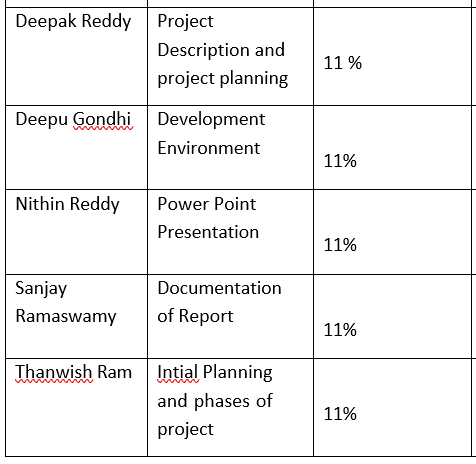 Deepak Reddy
Project
Description and
project planning
11 %
Deepu Gondhi
Development
Environment
11%
Nithin Reddy
Power Point
Presentation
11%
Sanjay
Ramaswamy
Documentation
of Report
11%
Thanwish Ram
Intial Planning
and phases of
project
11%